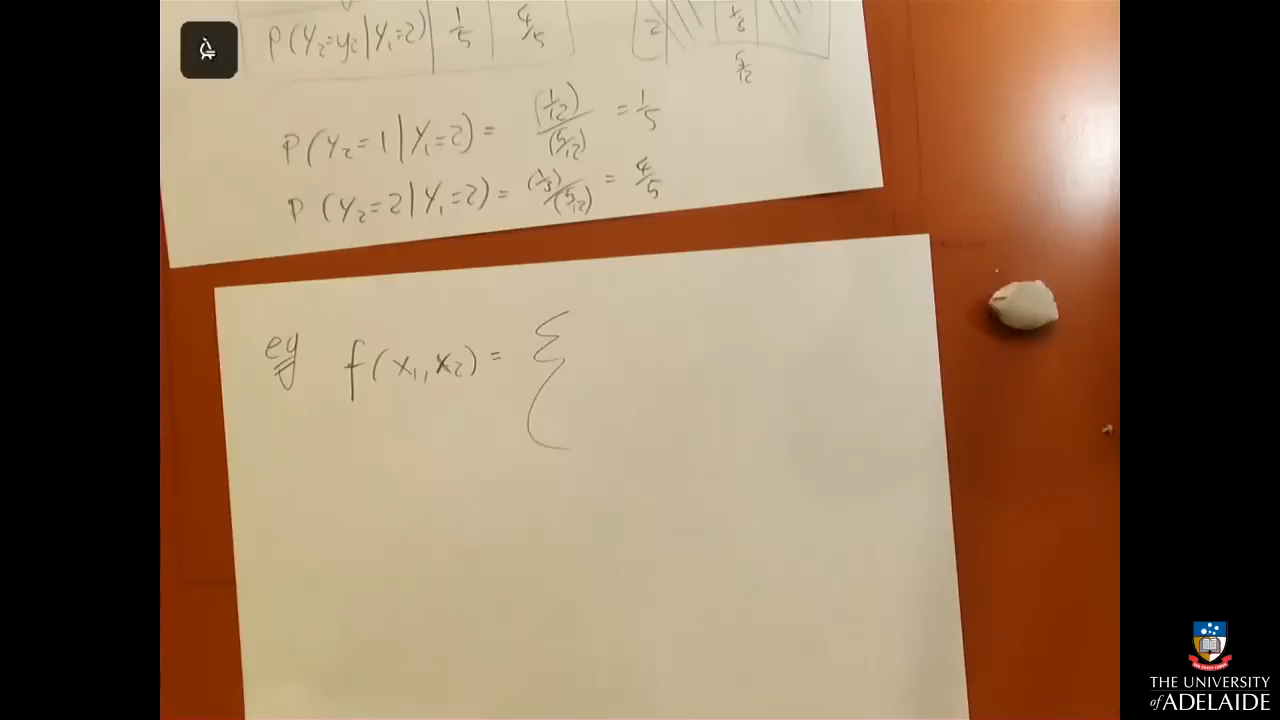 P(Y₂=y₂|Y₁=2) | 1/5 | 4/5
2 | 1/3
5/12
P(Y₂=1|Y₁=2) = (1/12)/(5/12) = 1/5
P(Y₂=2|Y₁=2) = (1/3)/(5/12) = 4/5
eg f(x₁,x₂) = {
THE UNIVERSITY
of ADELAIDE